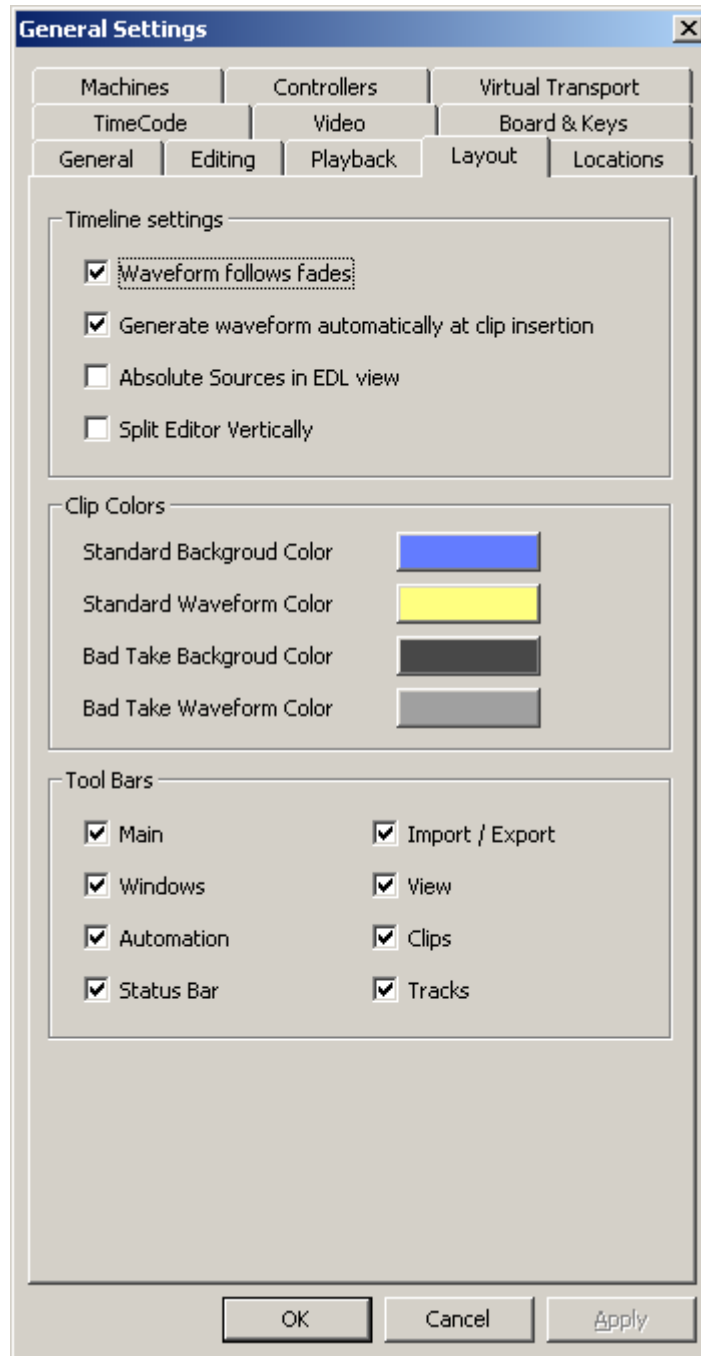 General Settings
Machines Controllers Virtual Transport
TimeCode Video Board & Keys
General Editing Playback Layout Locations
Timeline settings
Waveform follows fades
Generate waveform automatically at clip insertion
Absolute Sources in EDL view
Split Editor Vertically
Clip Colors
Standard Backgroud Color
Standard Waveform Color
Bad Take Backgroud Color
Bad Take Waveform Color
Tool Bars
Main Import / Export
Windows View
Automation Clips
Status Bar Tracks
OK Cancel Apply